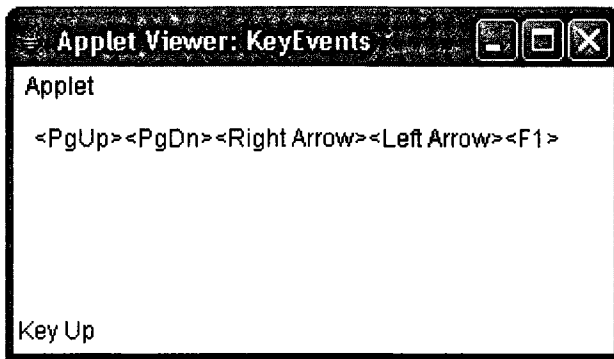 Applet Viewer: KeyEvents
Applet
<PgUp><PgDn><Right Arrow><Left Arrow><F1>
Key Up